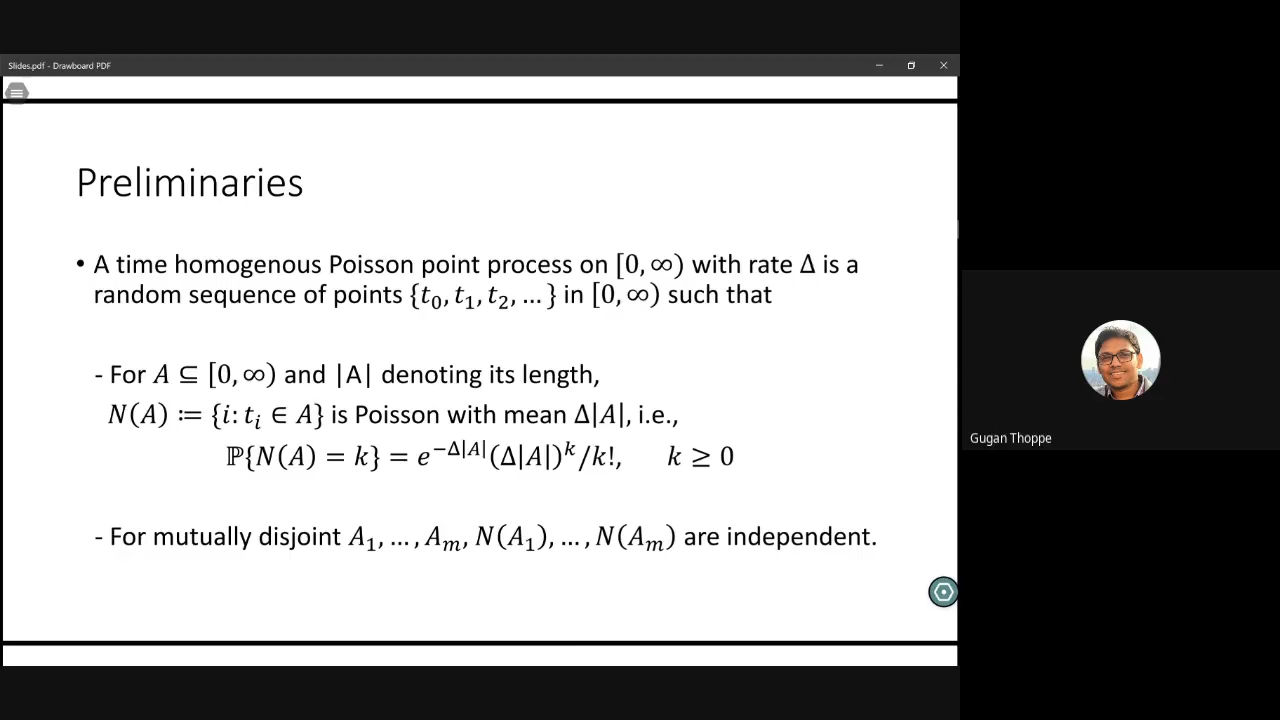 Slides.pdf - Drawboard PDF
Preliminaries
• A time homogenous Poisson point process on [0, ∞) with rate Δ is a
random sequence of points {t₀, t₁, t₂, … } in [0, ∞) such that
- For A ⊆ [0, ∞) and |A| denoting its length,
N(A) ≔ {i: tᵢ ∈ A} is Poisson with mean Δ|A|, i.e.,
ℙ{N(A) = k} = e^{−Δ|A|}(Δ|A|)^k/k!, k ≥ 0
- For mutually disjoint A₁, … , Aₘ, N(A₁), … , N(Aₘ) are independent.
Gugan Thoppe